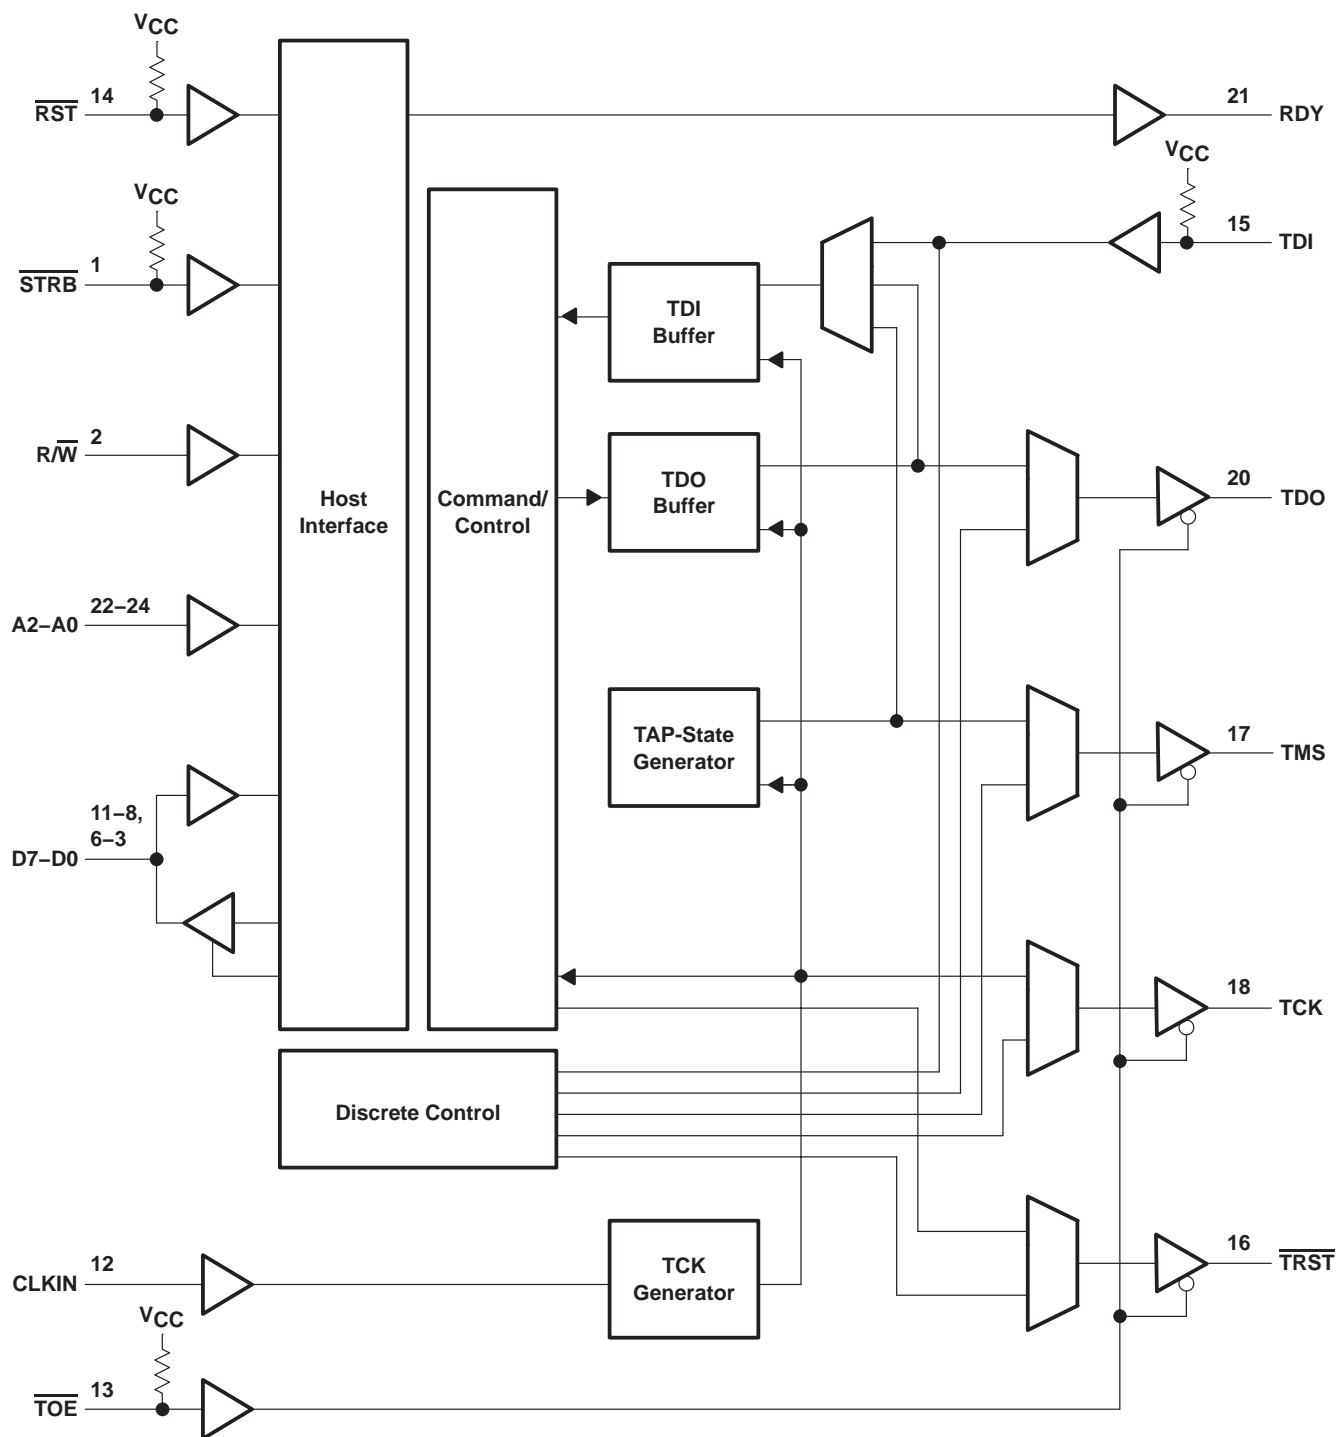 VCC
14
RST
21
RDY
VCC
VCC
15
TDI
1
STRB
TDI
Buffer
2
R/W
20
TDO
TDO
Buffer
Host
Interface
Command/
Control
22–24
A2–A0
TAP-State
Generator
17
TMS
11–8,
6–3
D7–D0
18
TCK
Discrete Control
12
CLKIN
TCK
Generator
16
TRST
VCC
13
TOE